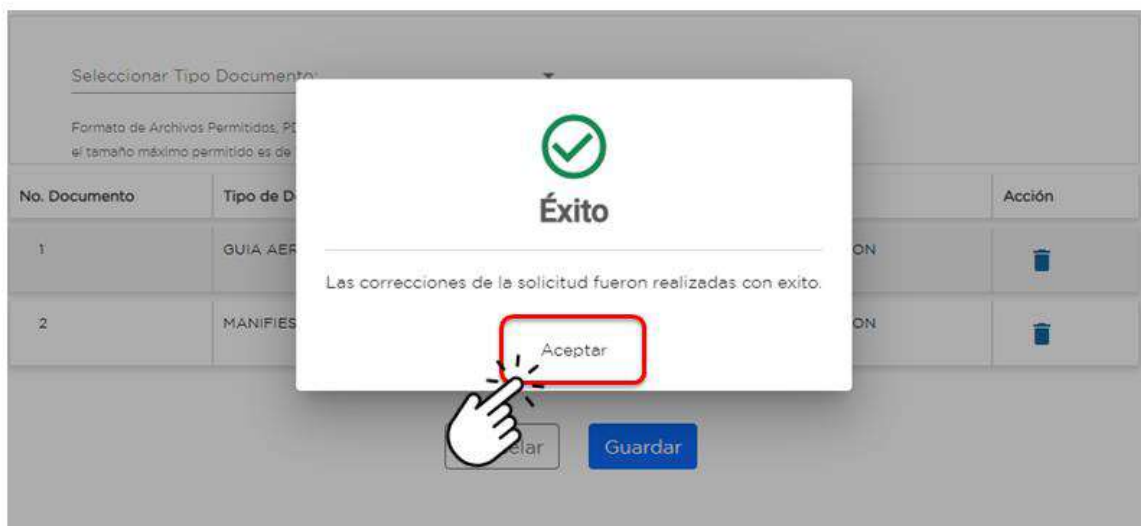 Seleccionar Tipo Documento:
Formato de Archivos Permitidos, PD
el tamaño máximo permitido es de
No. Documento Tipo de D Acción
1 GUIA AER ON
2 MANIFIES ON
Éxito
Las correcciones de la solicitud fueron realizadas con exito.
Aceptar
elar Guardar